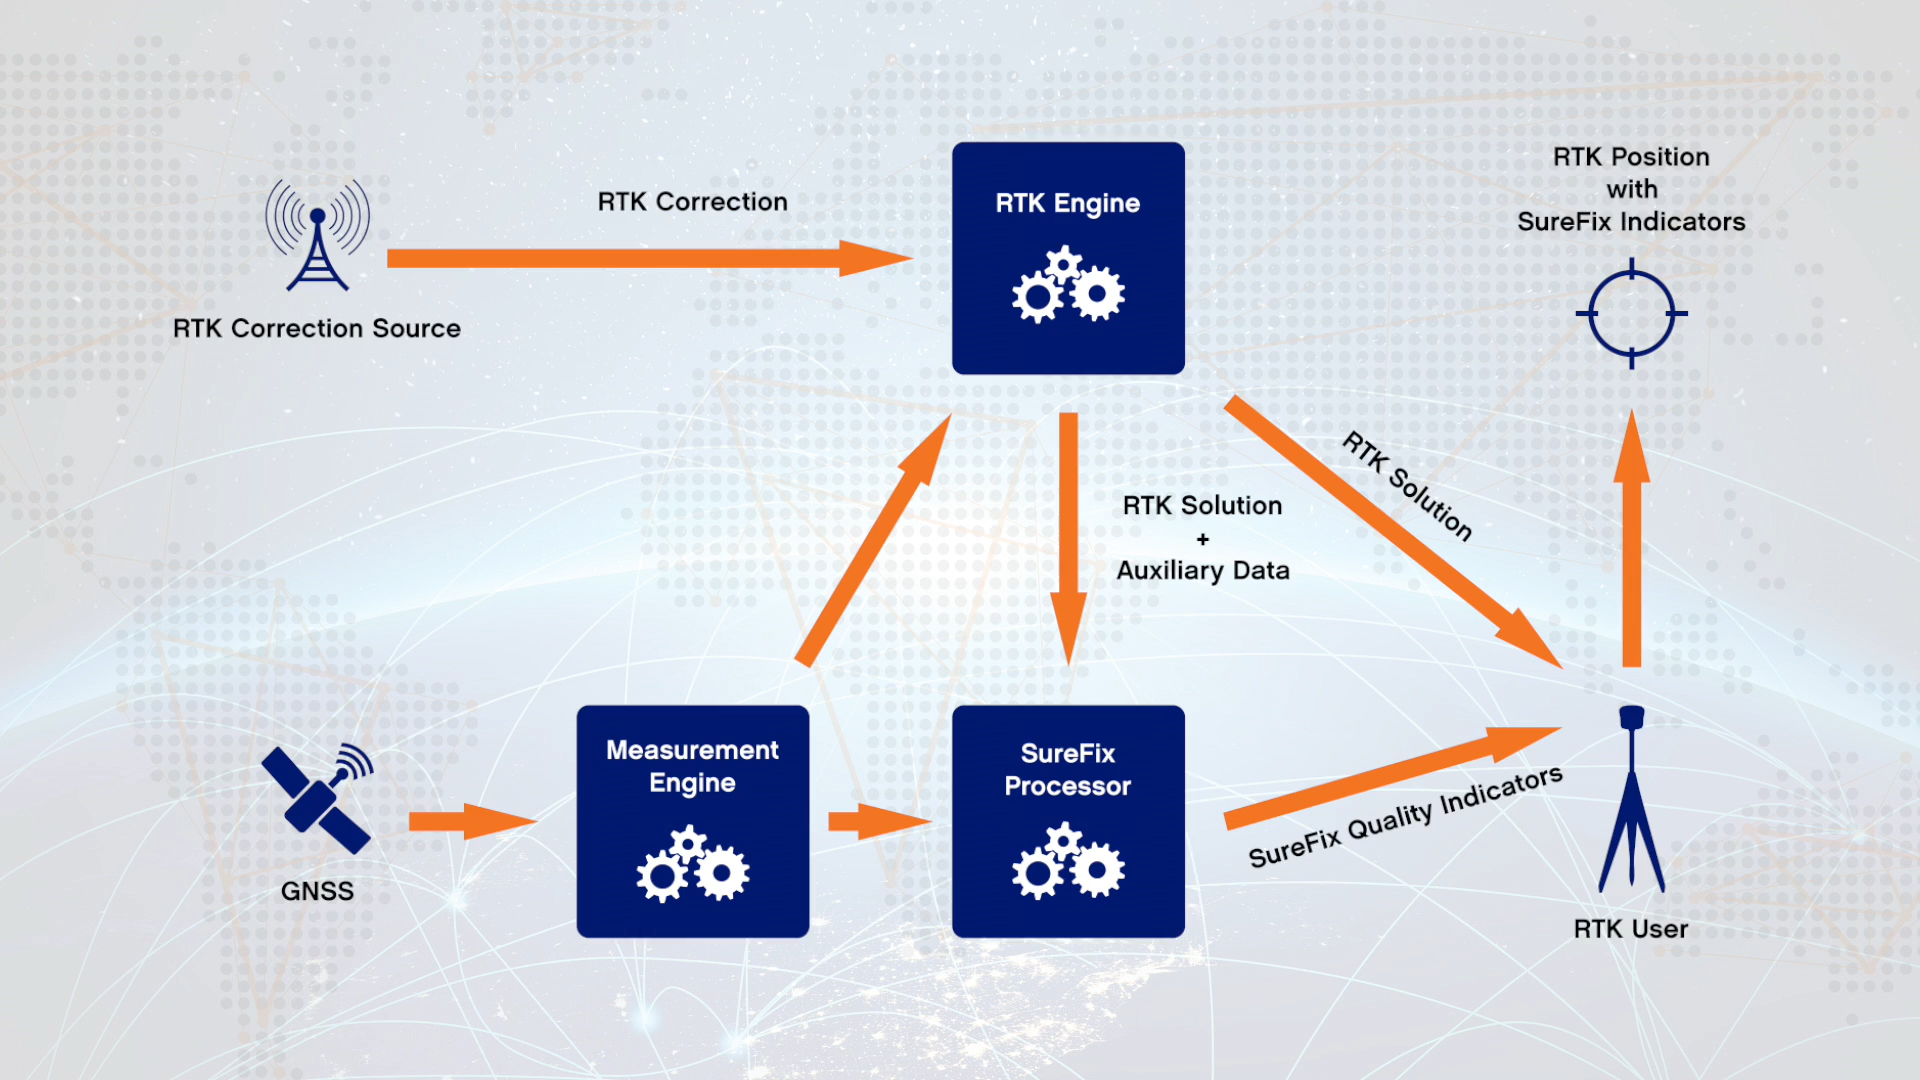 RTK Correction Source
RTK Correction
RTK Engine
RTK Position
with
SureFix Indicators
RTK Solution
+
Auxiliary Data
RTK Solution
GNSS
Measurement
Engine
SureFix
Processor
SureFix Quality Indicators
RTK User